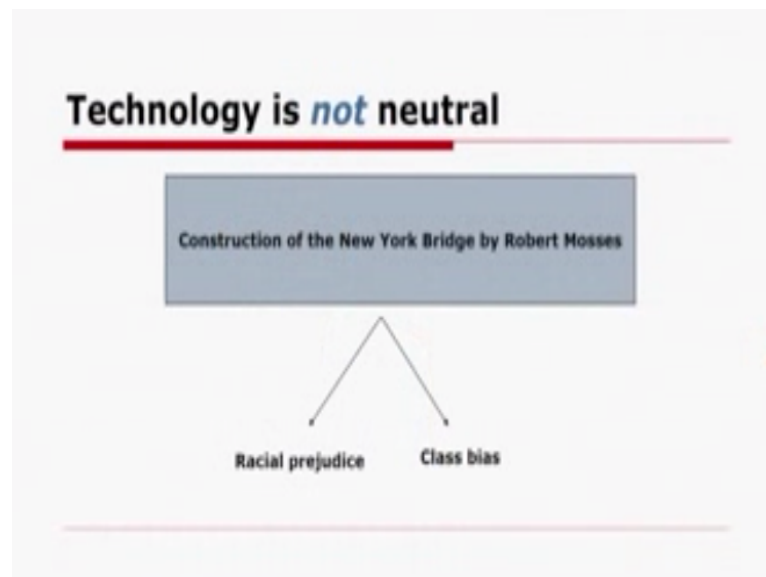 Technology is not neutral
Construction of the New York Bridge by Robert Mosses
Racial prejudice
Class bias